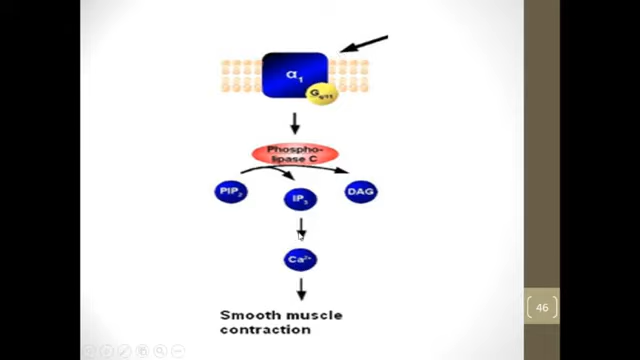 α₁
Gq/11
Phospho-
lipase C
PIP₂
IP₃
DAG
Ca²⁺
Smooth muscle
contraction
46